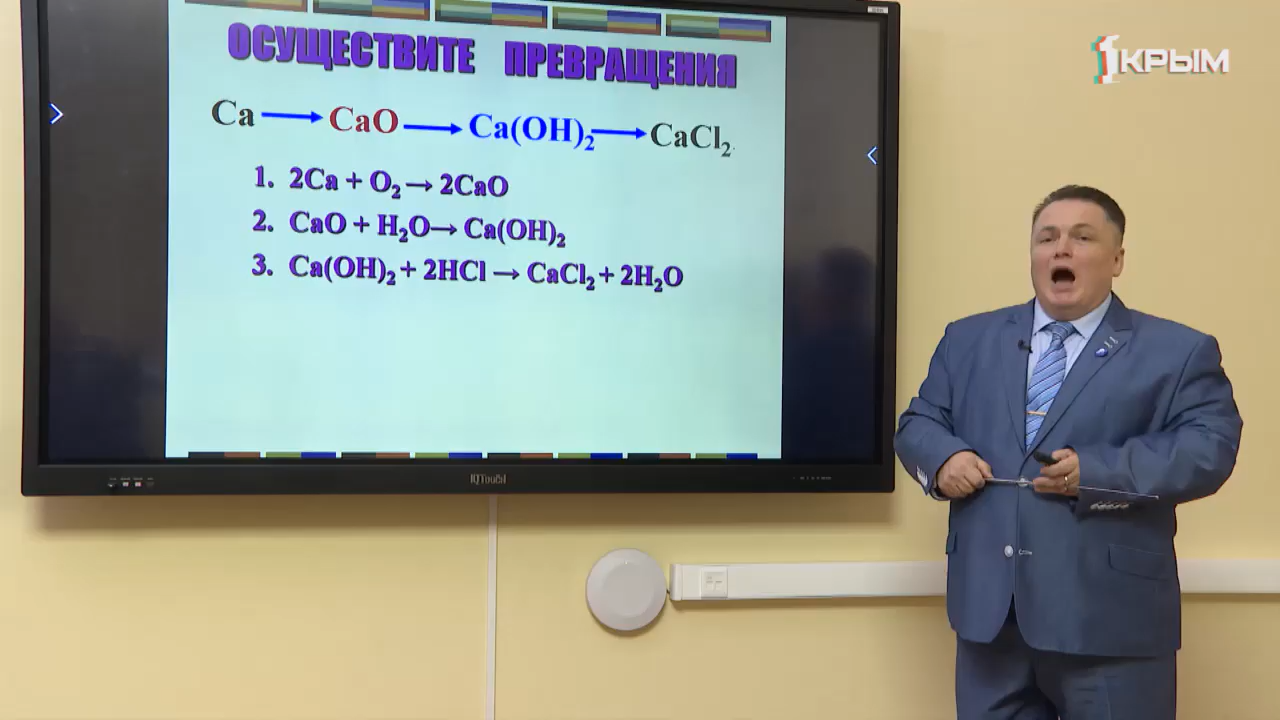 1КРЫМ
ОСУЩЕСТВИТЕ ПРЕВРАЩЕНИЯ
Ca → CaO → Ca(OH)₂ → CaCl₂
1. 2Ca + O₂ → 2CaO
2. CaO + H₂O → Ca(OH)₂
3. Ca(OH)₂ + 2HCl → CaCl₂ + 2H₂O
IQTouch